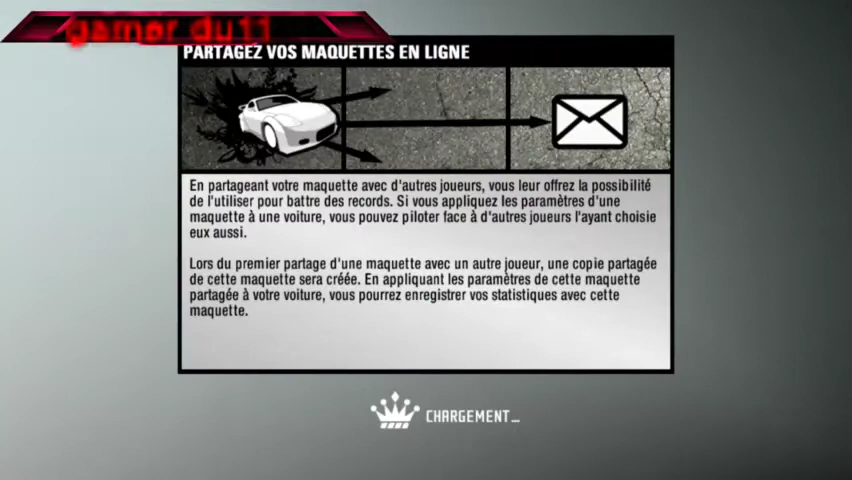 gamer du11
PARTAGEZ VOS MAQUETTES EN LIGNE
En partageant votre maquette avec d'autres joueurs, vous leur offrez la possibilité
de l'utiliser pour battre des records. Si vous appliquez les paramètres d'une
maquette à une voiture, vous pouvez piloter face à d'autres joueurs l'ayant choisie
eux aussi.
Lors du premier partage d'une maquette avec un autre joueur, une copie partagée
de cette maquette sera créée. En appliquant les paramètres de cette maquette
partagée à votre voiture, vous pourrez enregistrer vos statistiques avec cette
maquette.
CHARGEMENT...